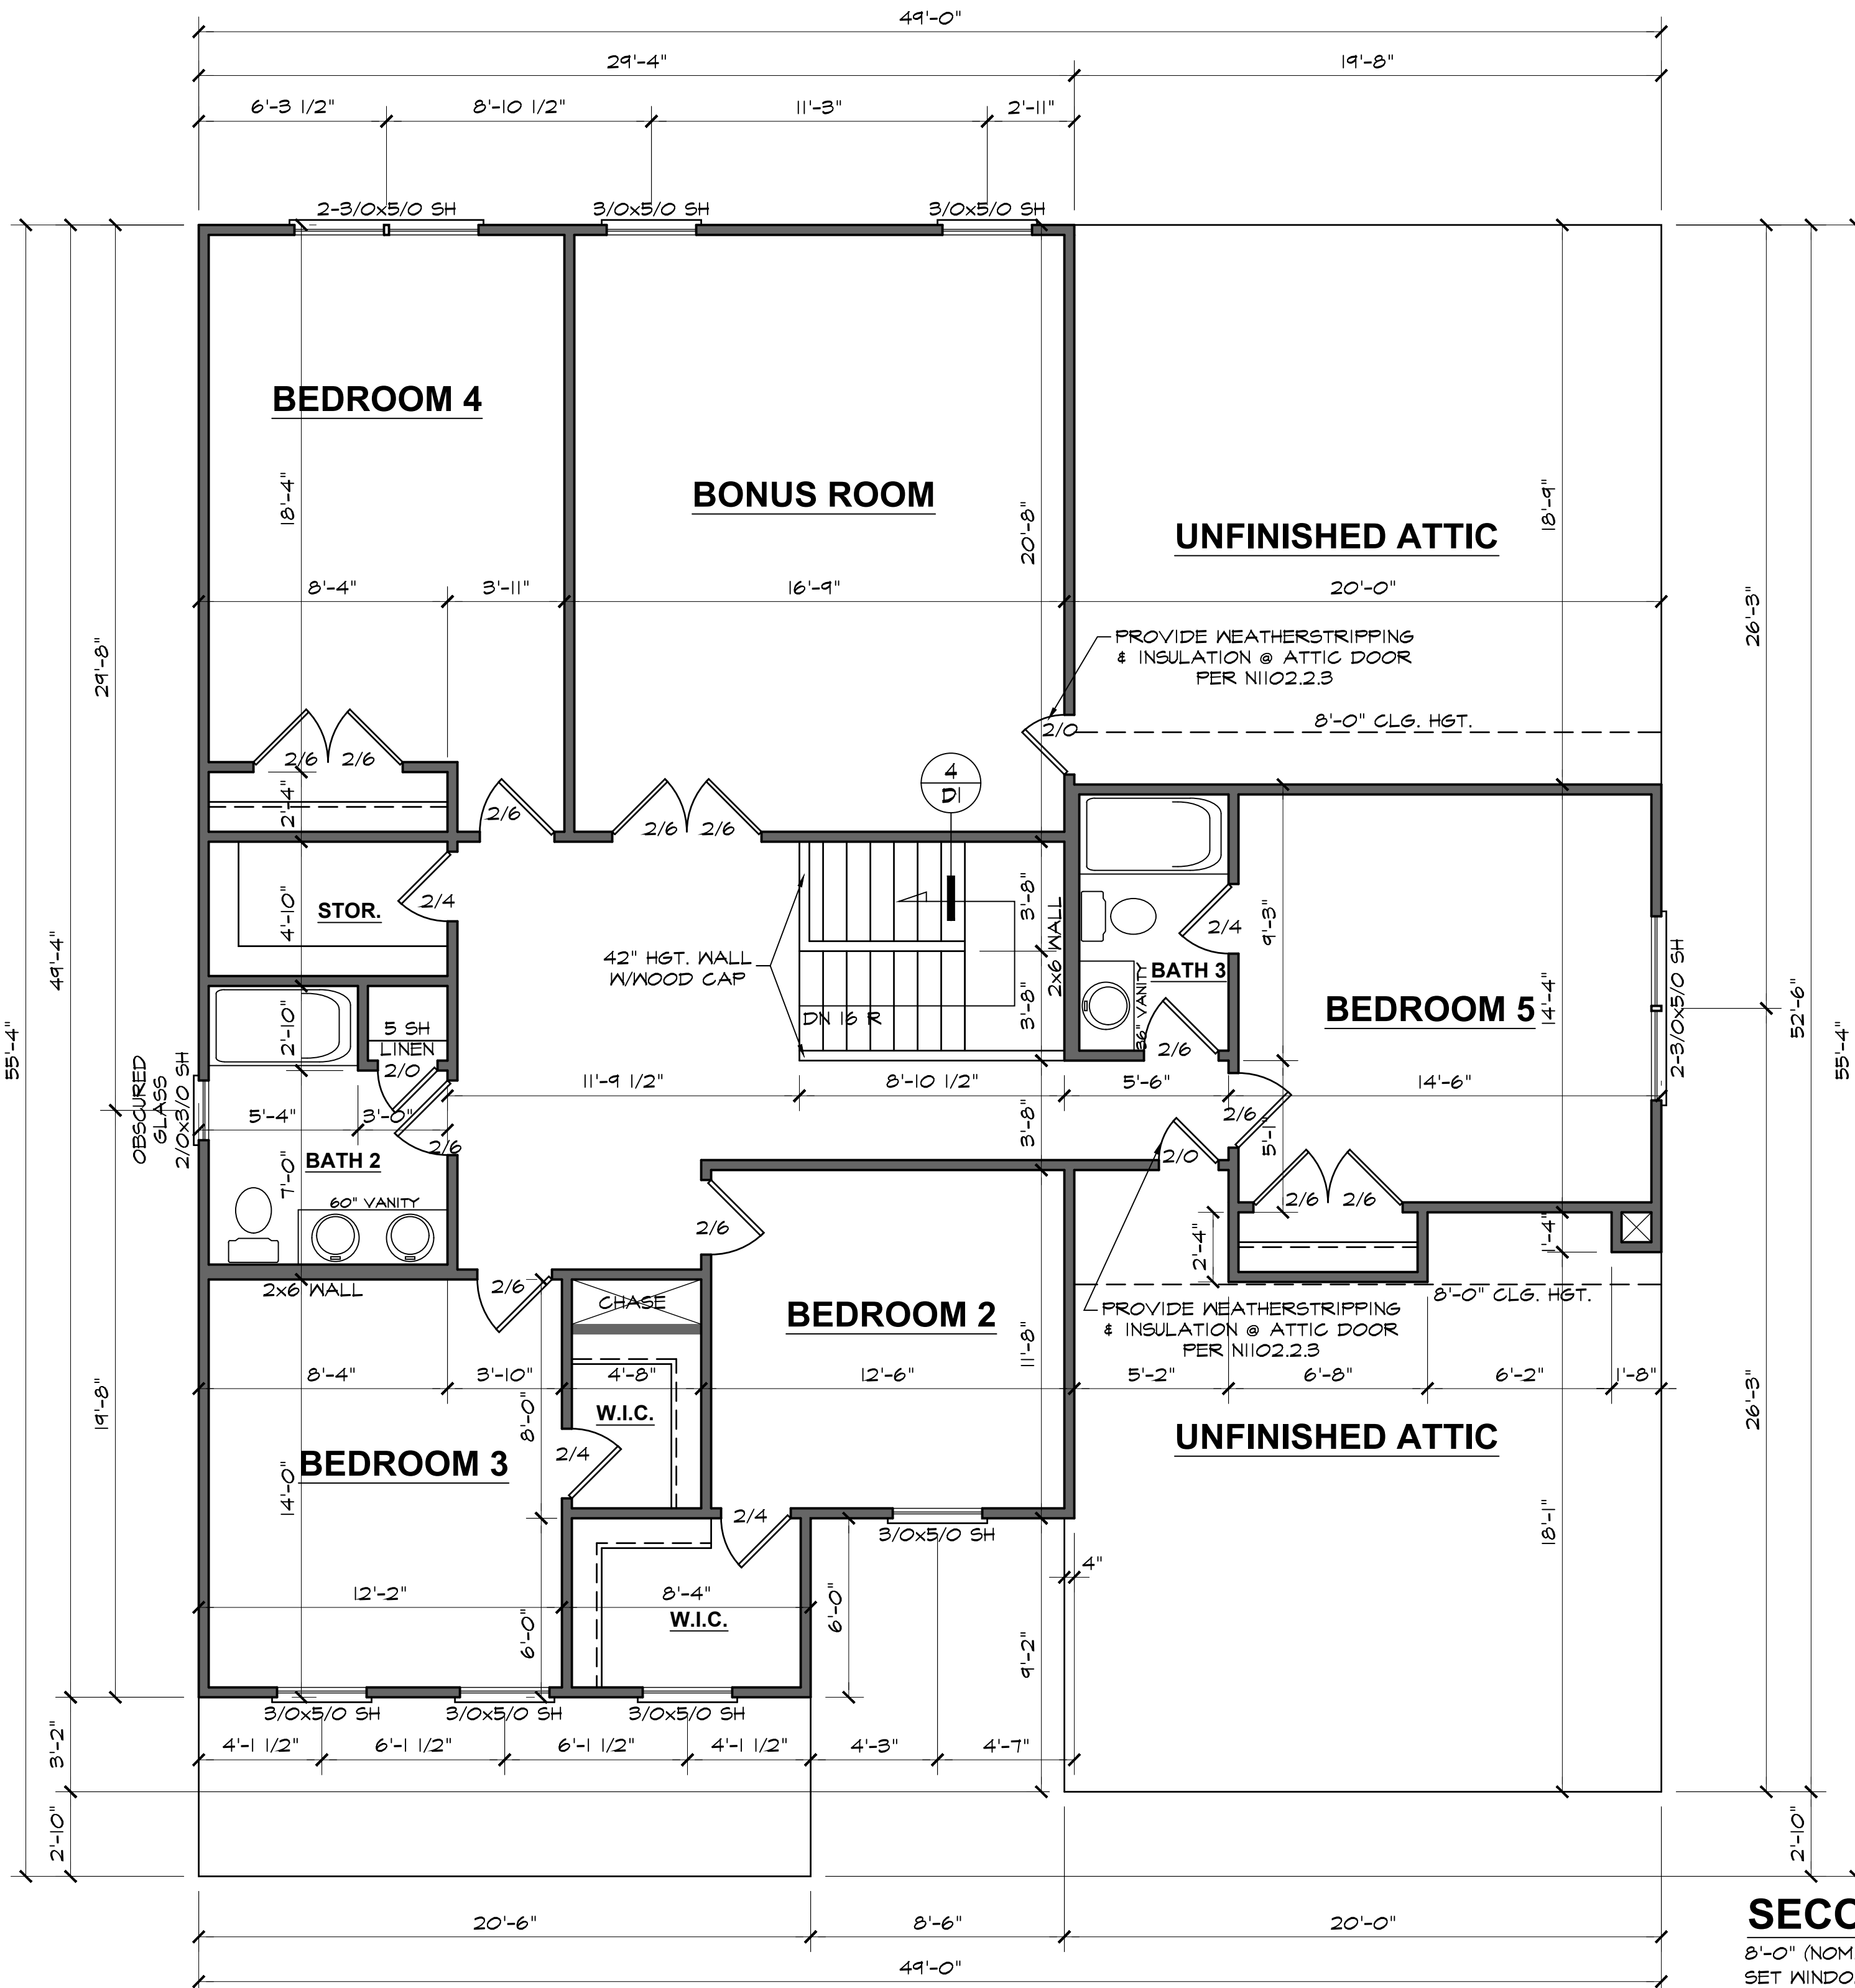 49'-0"
29'-4" 19'-8"
6'-3 1/2" 8'-10 1/2" 11'-3" 2'-11"
2-3/0x5/0 SH 3/0x5/0 SH 3/0x5/0 SH
BEDROOM 4
18'-4"
BONUS ROOM
20'-8"
UNFINISHED ATTIC
18'-9"
8'-4" 3'-11" 16'-9" 20'-0"
26'-3"
29'-8"
PROVIDE WEATHERSTRIPPING
& INSULATION @ ATTIC DOOR
PER N1102.2.3
8'-0" CLG. HGT.
2/0
2/6 2/6
2'-4"
2/6
2/6 2/6
4
D1
STOR.
4'-10"
2/4
49'-4"
55'-4"
42" HGT. WALL
W/WOOD CAP
DN 16 R
3'-8"
3'-8"
2x6 WALL
36" VANITY
BATH 3
2/4
2/6
9'-3"
BEDROOM 5
14'-4"
2-3/0x5/0 SH
52'-6"
55'-4"
5 SH
LINEN
2/0
2'-10"
OBSCURED
GLASS
2/0x3/0 SH
11'-9 1/2" 8'-10 1/2" 5'-6" 14'-6"
5'-4" 3'-0"
3'-8"
2/6
5'-1"
2/6
BATH 2
7'-0"
60" VANITY
2/0
2/6 2/6
2/6
2'-4"
1'-4"
2x6 WALL
2/6
CHASE
BEDROOM 2
11'-8"
8'-0" CLG. HGT.
PROVIDE WEATHERSTRIPPING
& INSULATION @ ATTIC DOOR
PER N1102.2.3
8'-4" 3'-10" 4'-8" 12'-6" 5'-2" 6'-8" 6'-2" 1'-8"
19'-8"
8'-0"
W.I.C.
2/4
26'-3"
UNFINISHED ATTIC
BEDROOM 3
14'-0"
2/4
3/0x5/0 SH
18'-1"
4"
12'-2" 8'-4"
W.I.C.
6'-0"
6'-0"
9'-2"
3/0x5/0 SH 3/0x5/0 SH 3/0x5/0 SH
4'-1 1/2" 6'-1 1/2" 6'-1 1/2" 4'-1 1/2" 4'-3" 4'-7"
3'-2"
2'-10"
2'-10"
20'-6" 8'-6" 20'-0"
49'-0"
8'-0" (NOM
SET